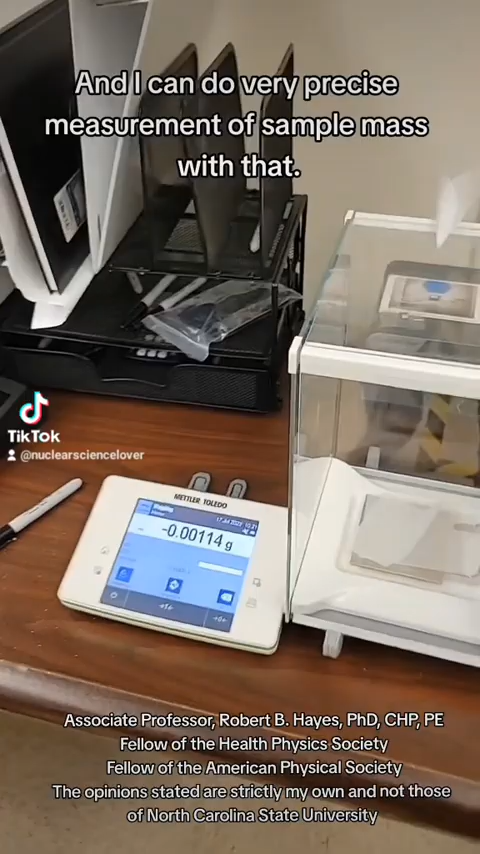 And I can do very precise
measurement of sample mass
with that.
TikTok
@nuclearsciencelover
METTLER TOLEDO
-0.00114 g
Associate Professor, Robert B. Hayes, PhD, CHP, PE
Fellow of the Health Physics Society
Fellow of the American Physical Society
The opinions stated are strictly my own and not those
of North Carolina State University